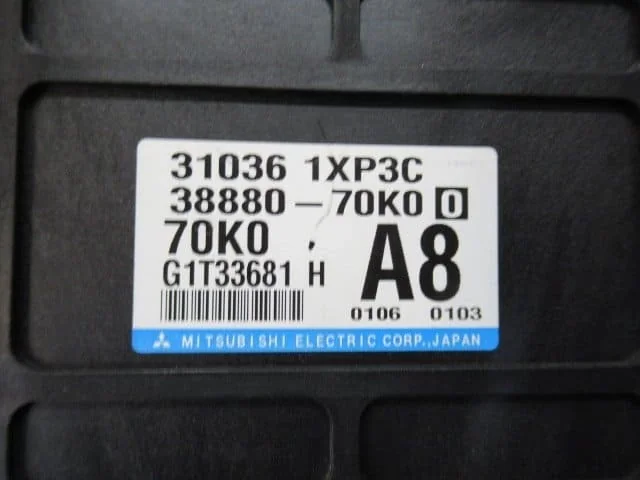 31036 1XP3C
38880-70K0 0
70K0
G1T33681 H
A8
0106 0103
MITSUBISHI ELECTRIC CORP.,JAPAN